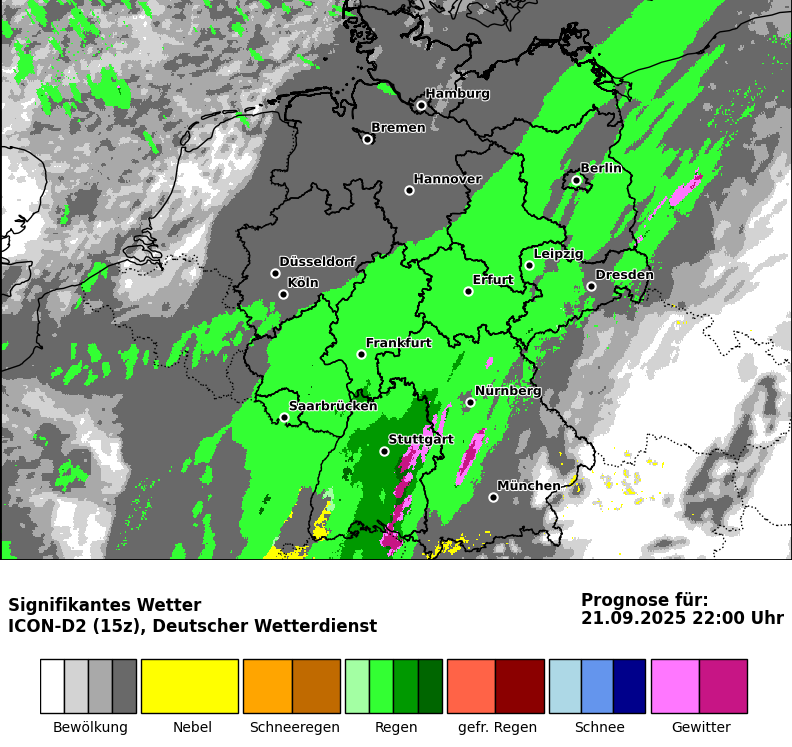 Hamburg
Bremen
Berlin
Hannover
Leipzig
Düsseldorf
Dresden
Köln
Erfurt
Frankfurt
Nürnberg
Saarbrücken
Stuttgart
München
Signifikantes Wetter
ICON-D2 (15z), Deutscher Wetterdienst
Prognose für:
21.09.2025 22:00 Uhr
Bewölkung
Nebel
Schneeregen
Regen
gefr. Regen
Schnee
Gewitter